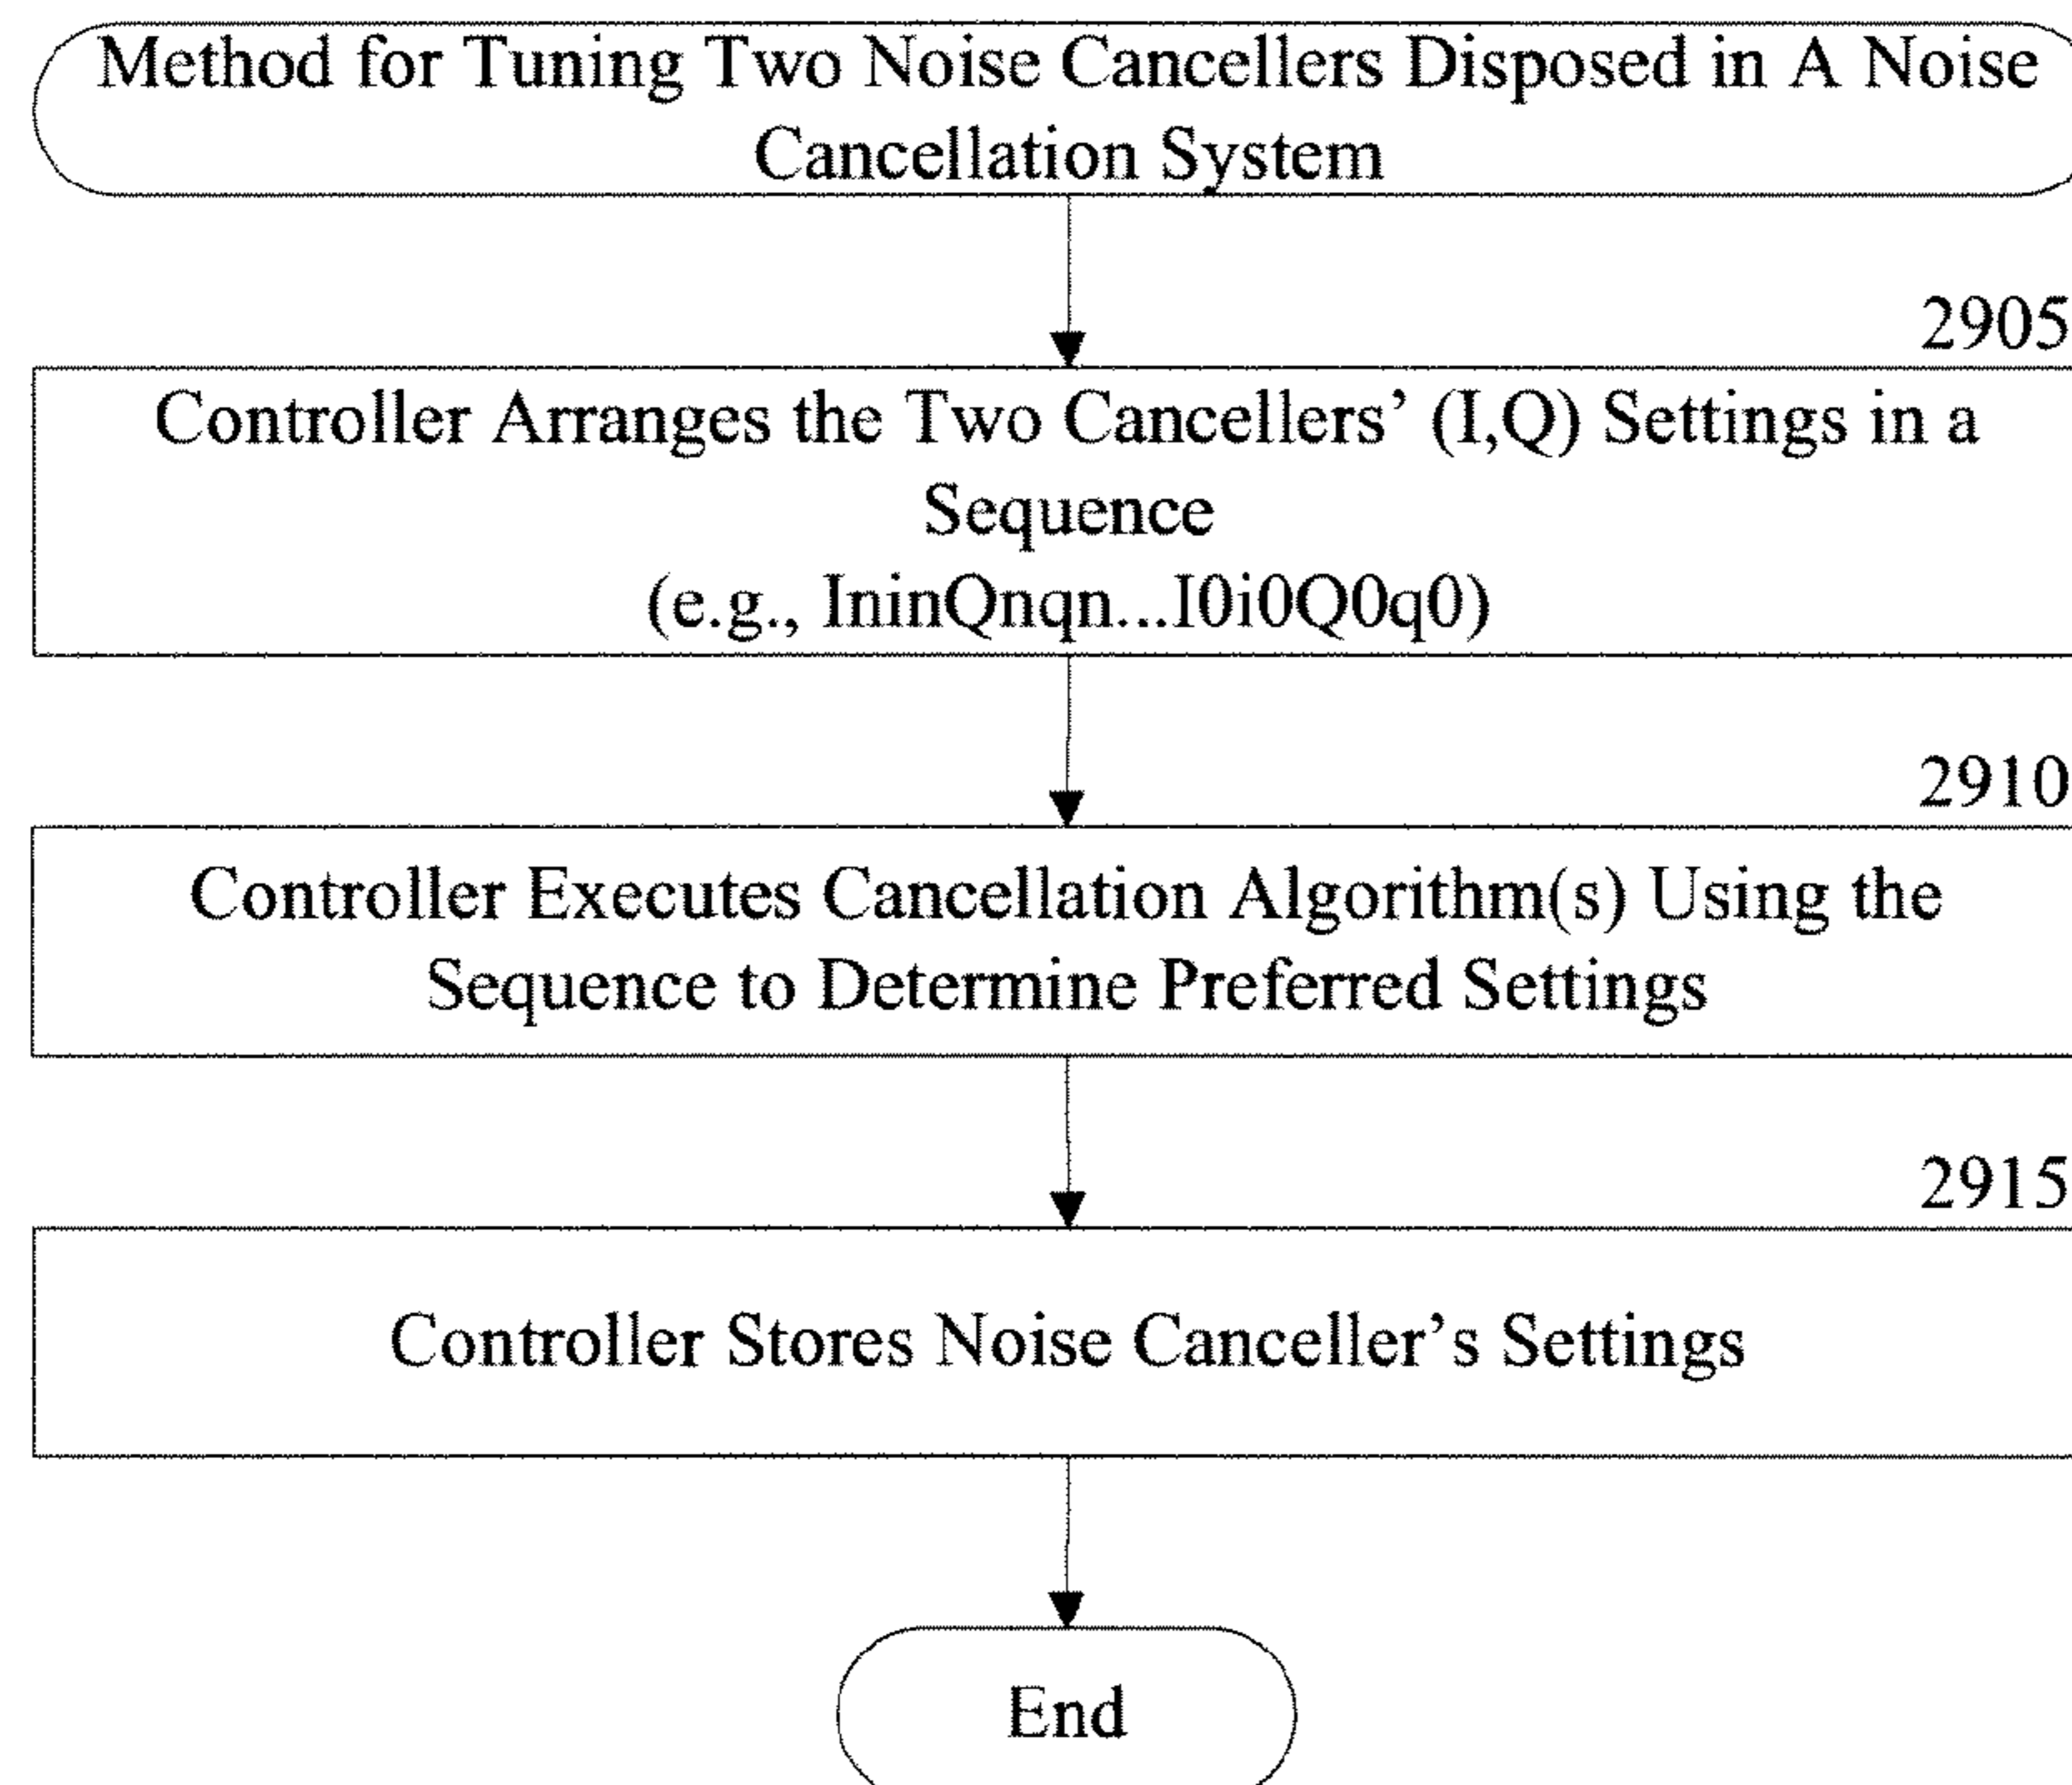 Method for Tuning Two Noise Cancellers Disposed in A Noise
Cancellation System
2905
Controller Arranges the Two Cancellers’ (I,Q) Settings in a
Sequence
(e.g., IninQnqn...I0i0Q0q0)
2910
Controller Executes Cancellation Algorithm(s) Using the
Sequence to Determine Preferred Settings
2915
Controller Stores Noise Canceller’s Settings
End